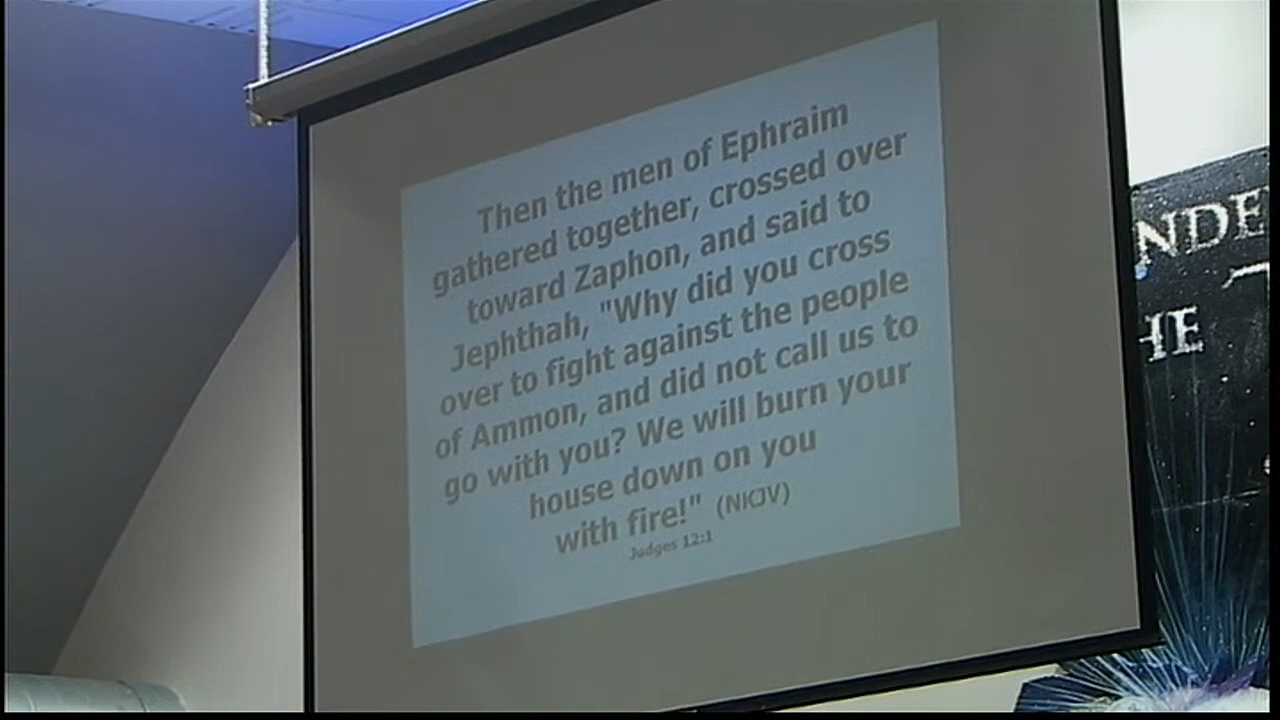 Then the men of Ephraim
gathered together, crossed over
toward Zaphon, and said to
Jephthah, "Why did you cross
over to fight against the people
of Ammon, and did not call us to
go with you? We will burn your
house down on you
with fire!" (NKJV)
Judges 12:1
NDE
HE